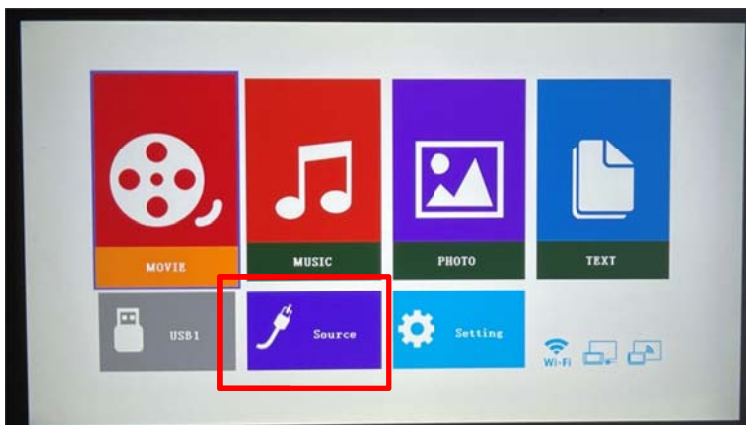 MOVIE
MUSIC
PHOTO
TEXT
USB1
Source
Setting
Wi-Fi